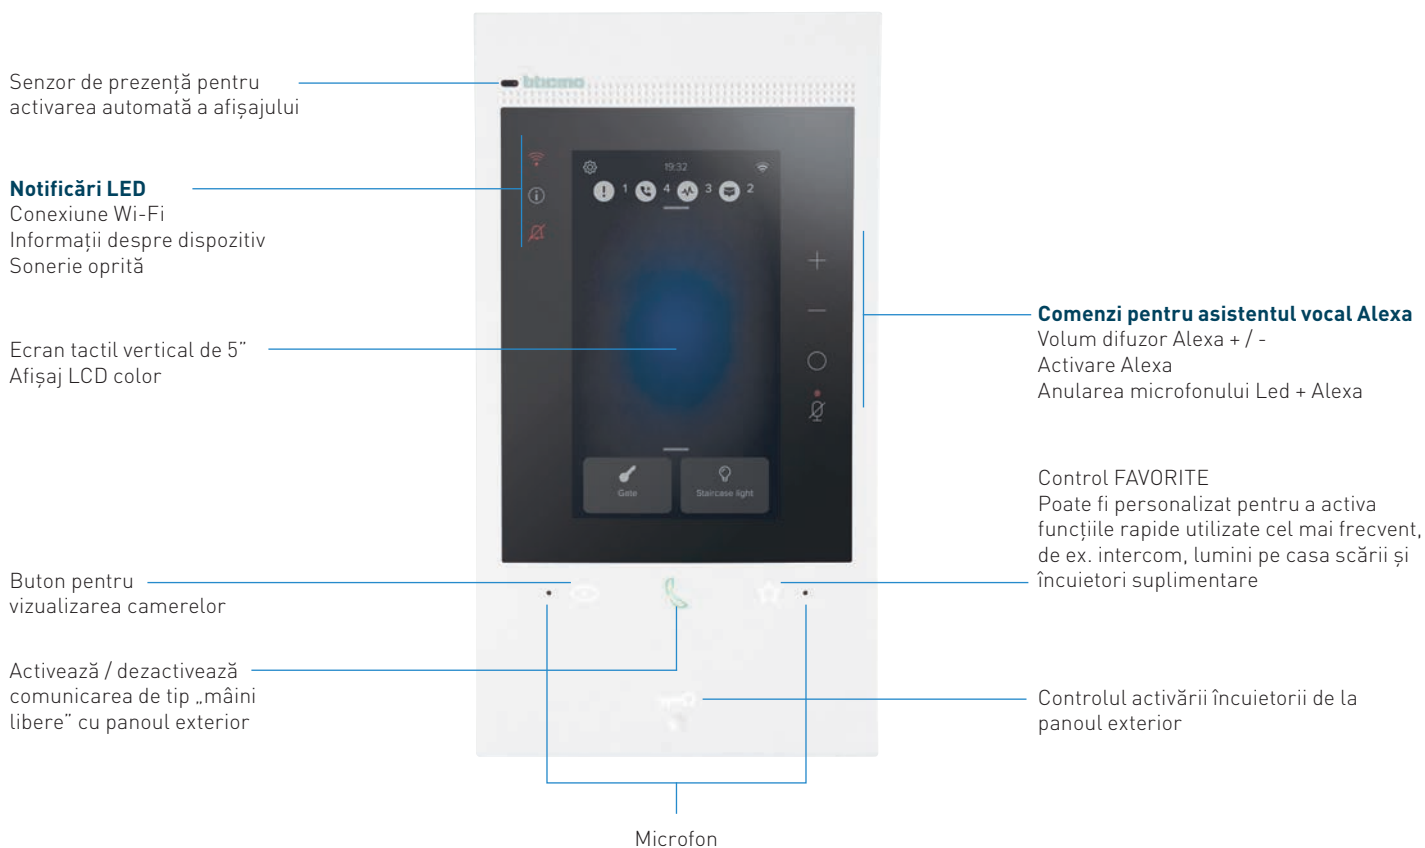 Senzor de prezență pentru
activarea automată a afișajului
Notificări LED
Conexiune Wi-Fi
Informații despre dispozitiv
Sonerie oprită
Ecran tactil vertical de 5”
Afișaj LCD color
Buton pentru
vizualizarea camerelor
Activează / dezactivează
comunicarea de tip „mâini
libere” cu panoul exterior
bticino
19:32
1 4 3 2
Gate
Staircase light
Comenzi pentru asistentul vocal Alexa
Volum difuzor Alexa + / -
Activare Alexa
Anularea microfonului Led + Alexa
Control FAVORITE
Poate fi personalizat pentru a activa
funcțiile rapide utilizate cel mai frecvent,
de ex. intercom, lumini pe casa scării și
încuietori suplimentare
Controlul activării încuietorii de la
panoul exterior
Microfon